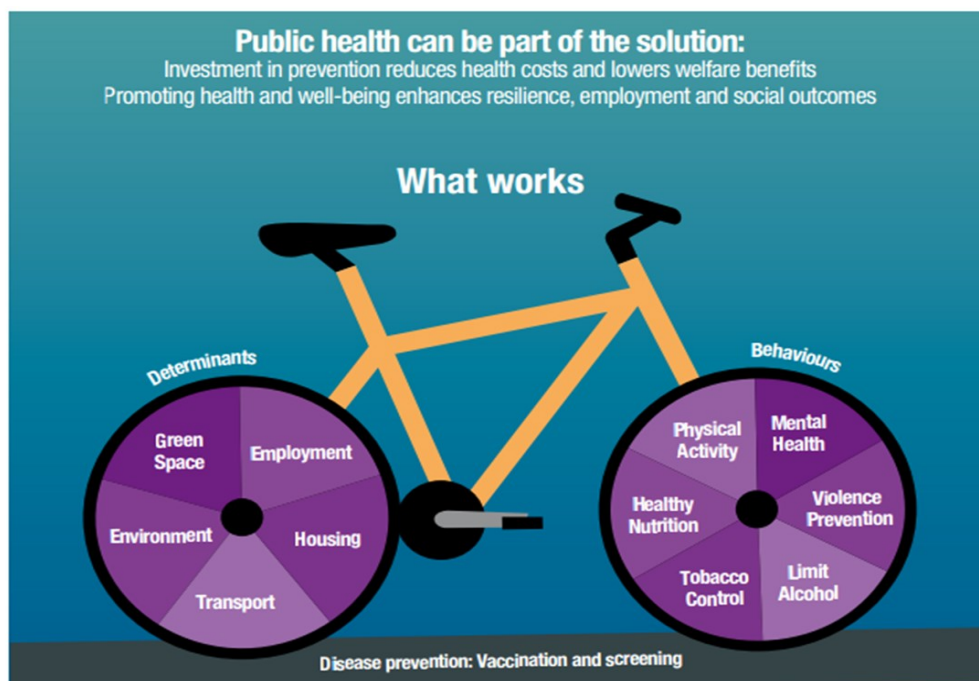 Public health can be part of the solution:
Investment in prevention reduces health costs and lowers welfare benefits
Promoting health and well-being enhances resilience, employment and social outcomes
What works
Determinants
Green
Space
Employment
Environment
Housing
Transport
Behaviours
Physical
Activity
Mental
Health
Healthy
Nutrition
Violence
Prevention
Tobacco
Control
Limit
Alcohol
Disease prevention: Vaccination and screening